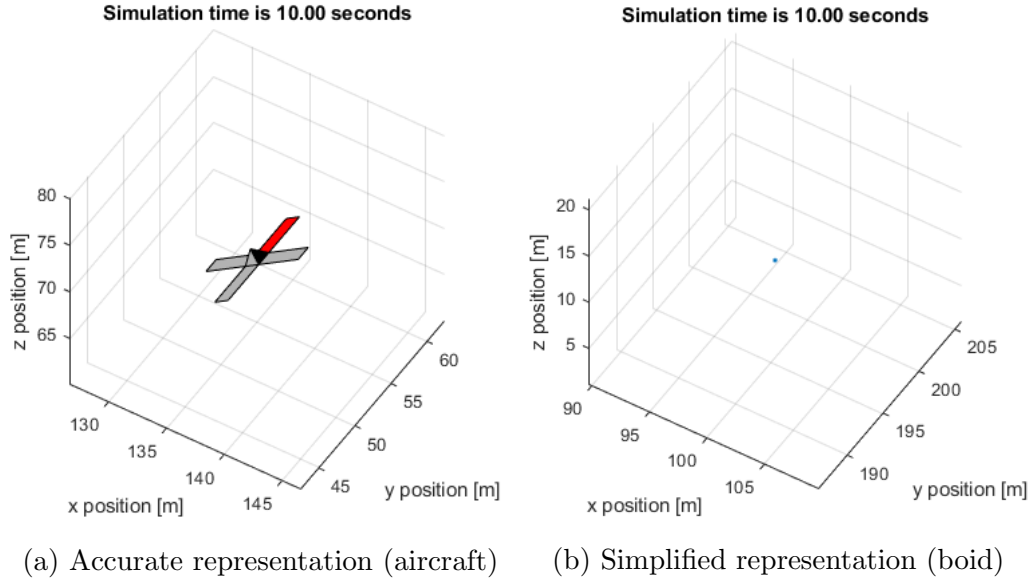 Simulation time is 10.00 seconds
80
75
70
65
z position [m]
130
135
140
145
x position [m]
45
50
55
60
y position [m]
(a) Accurate representation (aircraft)
Simulation time is 10.00 seconds
20
15
10
5
z position [m]
90
95
100
105
x position [m]
190
195
200
205
y position [m]
(b) Simplified representation (boid)